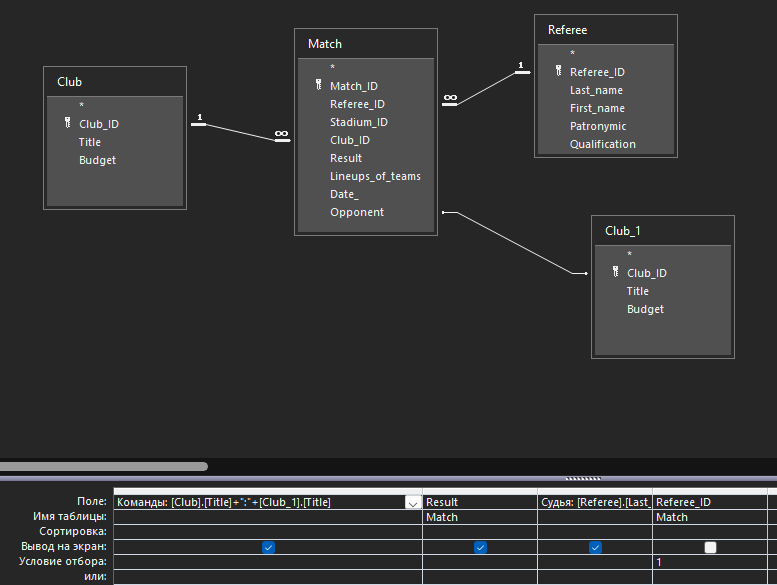 Club
*
Club_ID
Title
Budget
1
∞
Match
*
Match_ID
Referee_ID
Stadium_ID
Club_ID
Result
Lineups_of_teams
Date_
Opponent
∞
1
Referee
*
Referee_ID
Last_name
First_name
Patronymic
Qualification
Club_1
*
Club_ID
Title
Budget
Поле: Команды: [Club].[Title]+":"+[Club_1].[Title] Result Судья: [Referee].[Last_ Referee_ID
Имя таблицы: Match Match
Сортировка:
Вывод на экран:
Условие отбора: 1
или: